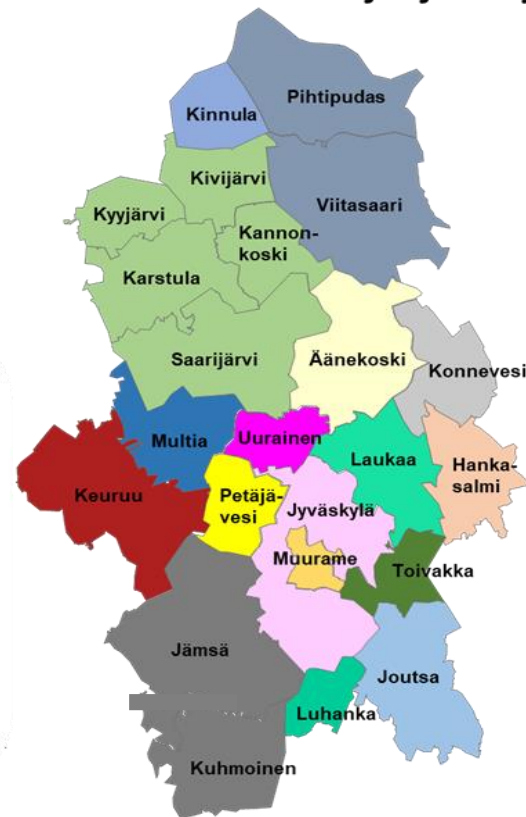 Pihtipudas
Kinnula
Kivijärvi
Viitasaari
Kyyjärvi
Kannon-
koski
Karstula
Saarijärvi
Äänekoski
Konnevesi
Multia
Uurainen
Laukaa
Hanka-
salmi
Keuruu
Petäjä-
vesi
Jyväskylä
Muurame
Toivakka
Jämsä
Joutsa
Luhanka
Kuhmoinen